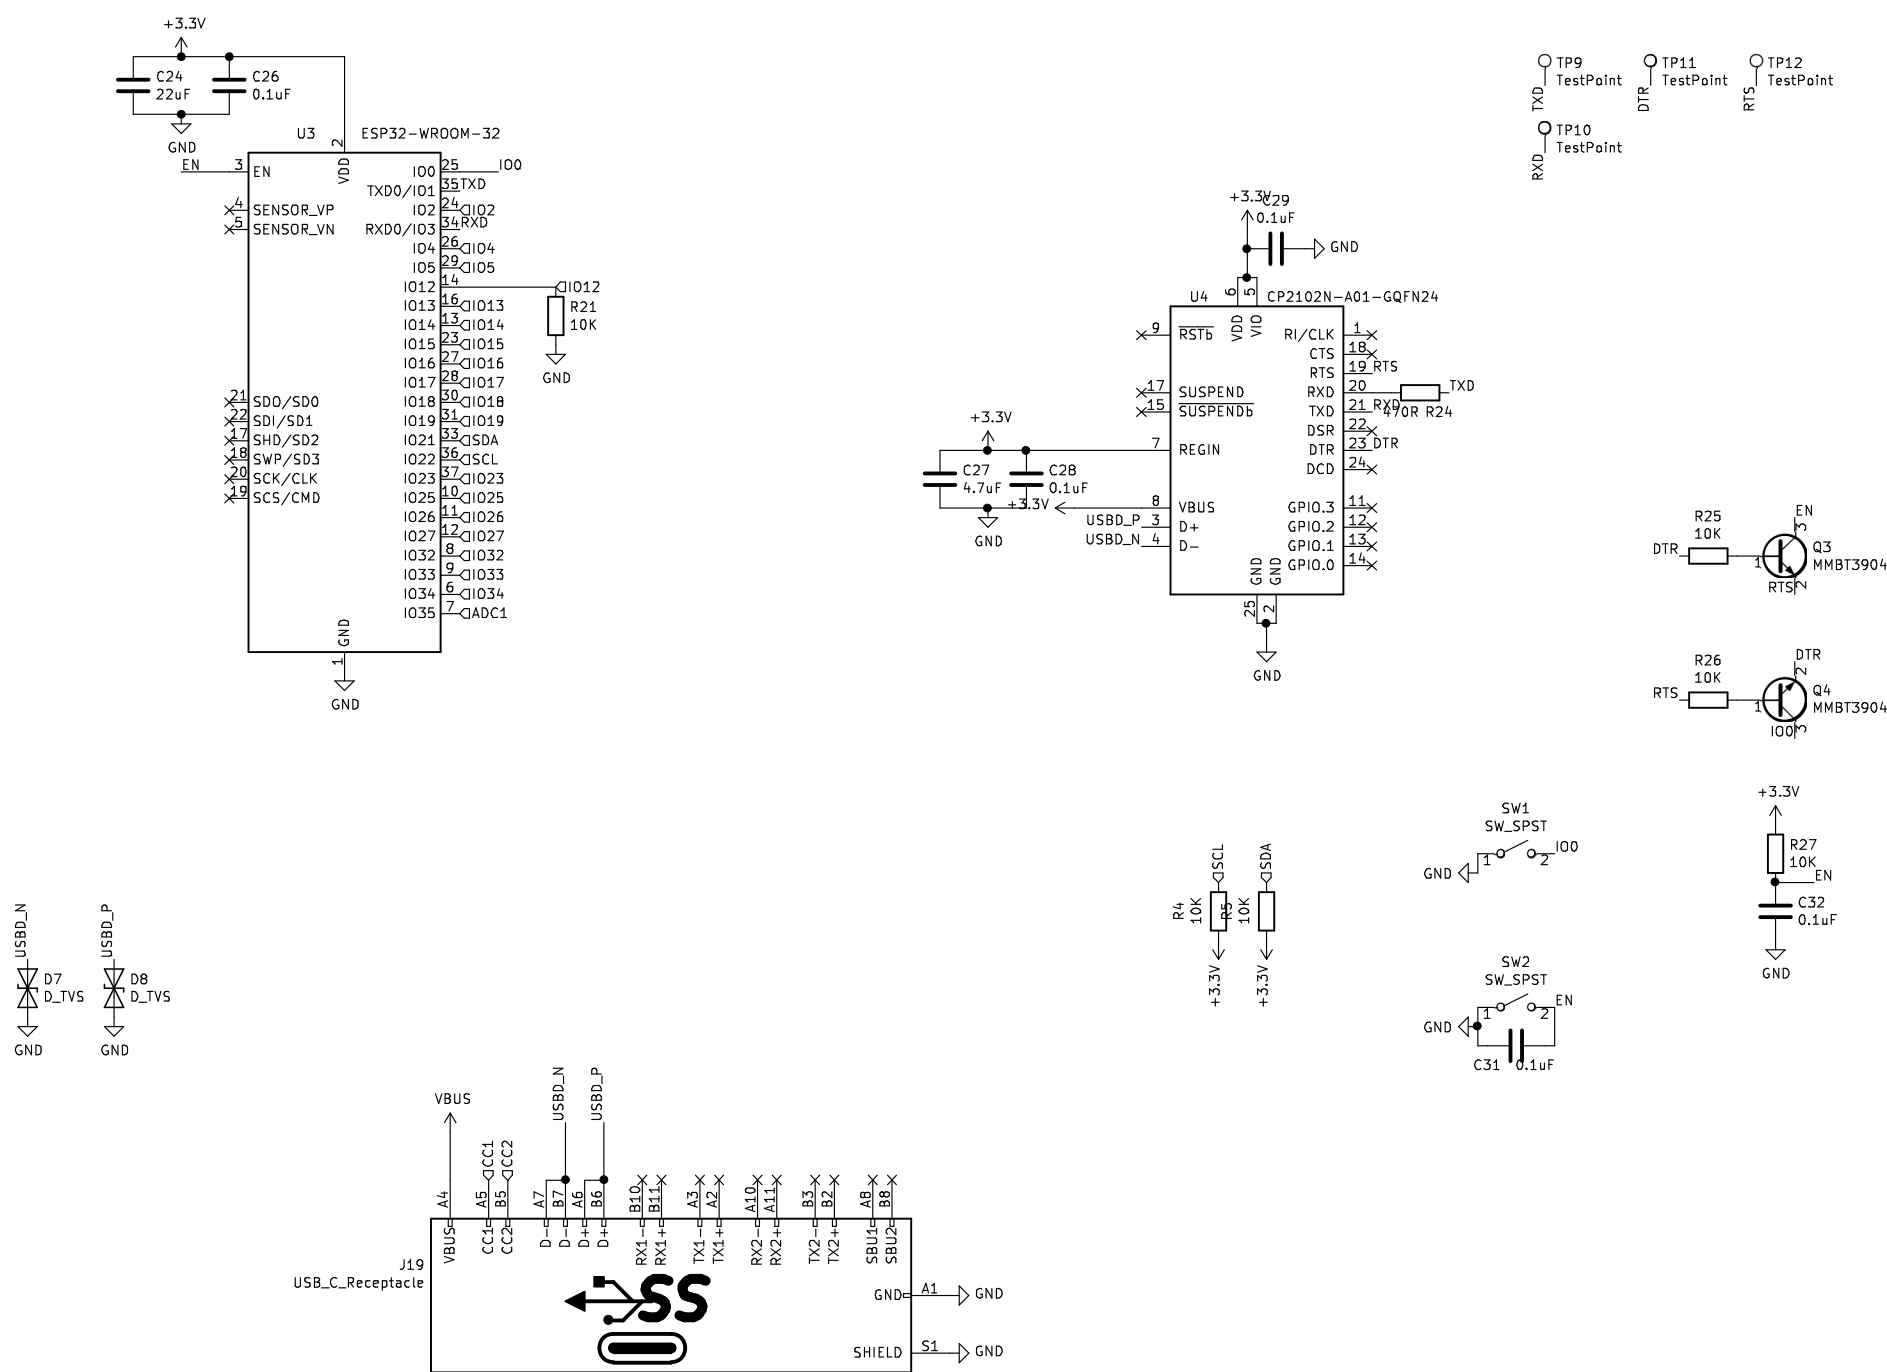 +3.3V
C24
22uF
C26
0.1uF
GND
U3
ESP32-WROOM-32
EN
3
EN
2
VDD
IO0
25
IO0
TXD0/IO1
35
TXD
4
SENSOR_VP
IO2
24
IO2
5
SENSOR_VN
RXD0/IO3
34
RXD
IO4
26
IO4
IO5
29
IO5
IO12
14
IO12
IO13
16
IO13
R21
10K
GND
IO14
13
IO14
IO15
23
IO15
IO16
27
IO16
IO17
28
IO17
21
SDO/SD0
IO18
30
IO18
22
SDI/SD1
IO19
31
IO19
17
SHD/SD2
IO21
33
SDA
18
SWP/SD3
IO22
36
SCL
20
SCK/CLK
IO23
37
IO23
19
SCS/CMD
IO25
10
IO25
IO26
11
IO26
IO27
12
IO27
IO32
8
IO32
IO33
9
IO33
IO34
6
IO34
IO35
7
ADC1
GND
1
GND
TP9
TestPoint
TXD
TP11
TestPoint
DTR
TP12
TestPoint
RTS
TP10
TestPoint
RXD
+3.3V
C29
0.1uF
GND
U4
CP2102N-A01-GQFN24
6
5
VDD
VIO
9
RSTb
RI/CLK
1
CTS
18
RTS
19
RTS
17
SUSPEND
RXD
20
TXD
15
SUSPENDb
TXD
21
RXD
470R R24
DSR
22
7
REGIN
DTR
23
DTR
DCD
24
+3.3V
C27
4.7uF
C28
0.1uF
GND
+3.3V
8
VBUS
GPIO.3
11
USBD_P
3
D+
GPIO.2
12
USBD_N
4
D-
GPIO.1
13
GPIO.0
14
GND
GND
25
2
GND
R25
10K
DTR
EN
3
1
Q3
MMBT3904
RTS
2
R26
10K
RTS
DTR
2
1
Q4
MMBT3904
IO0
3
SW1
SW_SPST
GND
1
2
IO0
+3.3V
R27
10K
EN
C32
0.1uF
GND
SW2
SW_SPST
GND
1
2
EN
C31
0.1uF
SCL
R4
10K
+3.3V
SDA
R5
10K
+3.3V
USBD_N
D7
D_TVS
GND
USBD_P
D8
D_TVS
GND
VBUS
CC1
CC2
USBD_N
USBD_P
A4
A5
B5
A7
B7
A6
B6
B10
B11
A3
A2
A10
A11
B3
B2
A8
B8
VBUS
CC1
CC2
D-
D-
D+
D+
RX1-
RX1+
TX1-
TX1+
RX2-
RX2+
TX2-
TX2+
SBU1
SBU2
J19
USB_C_Receptacle
SS
GND
A1
GND
SHIELD
S1
GND